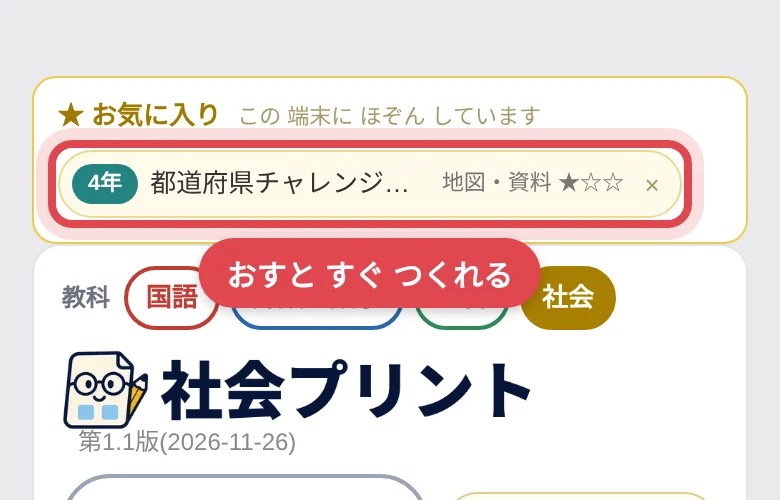 ★ お気に入り この 端末に ほぞん しています
4年 都道府県チャレンジ… 地図・資料 ★☆☆ ×
おすと すぐ つくれる
教科 国語 社会
社会プリント
第1.1版(2026-11-26)